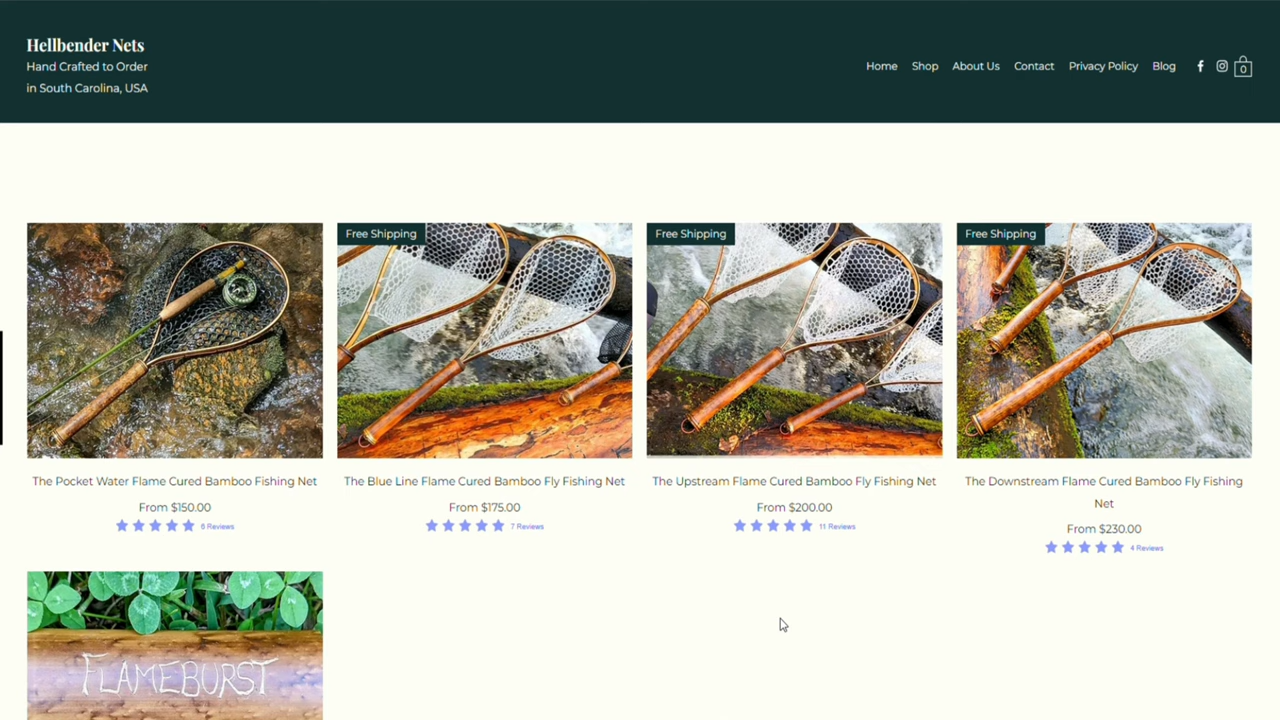 Hellbender Nets
Hand Crafted to Order
in South Carolina, USA
Home Shop About Us Contact Privacy Policy Blog 0
Free Shipping
Free Shipping
Free Shipping
The Pocket Water Flame Cured Bamboo Fishing Net
From $150.00
6 Reviews
The Blue Line Flame Cured Bamboo Fly Fishing Net
From $175.00
7 Reviews
The Upstream Flame Cured Bamboo Fly Fishing Net
From $200.00
11 Reviews
The Downstream Flame Cured Bamboo Fly Fishing
Net
From $230.00
4 Reviews
FLAMEBURST